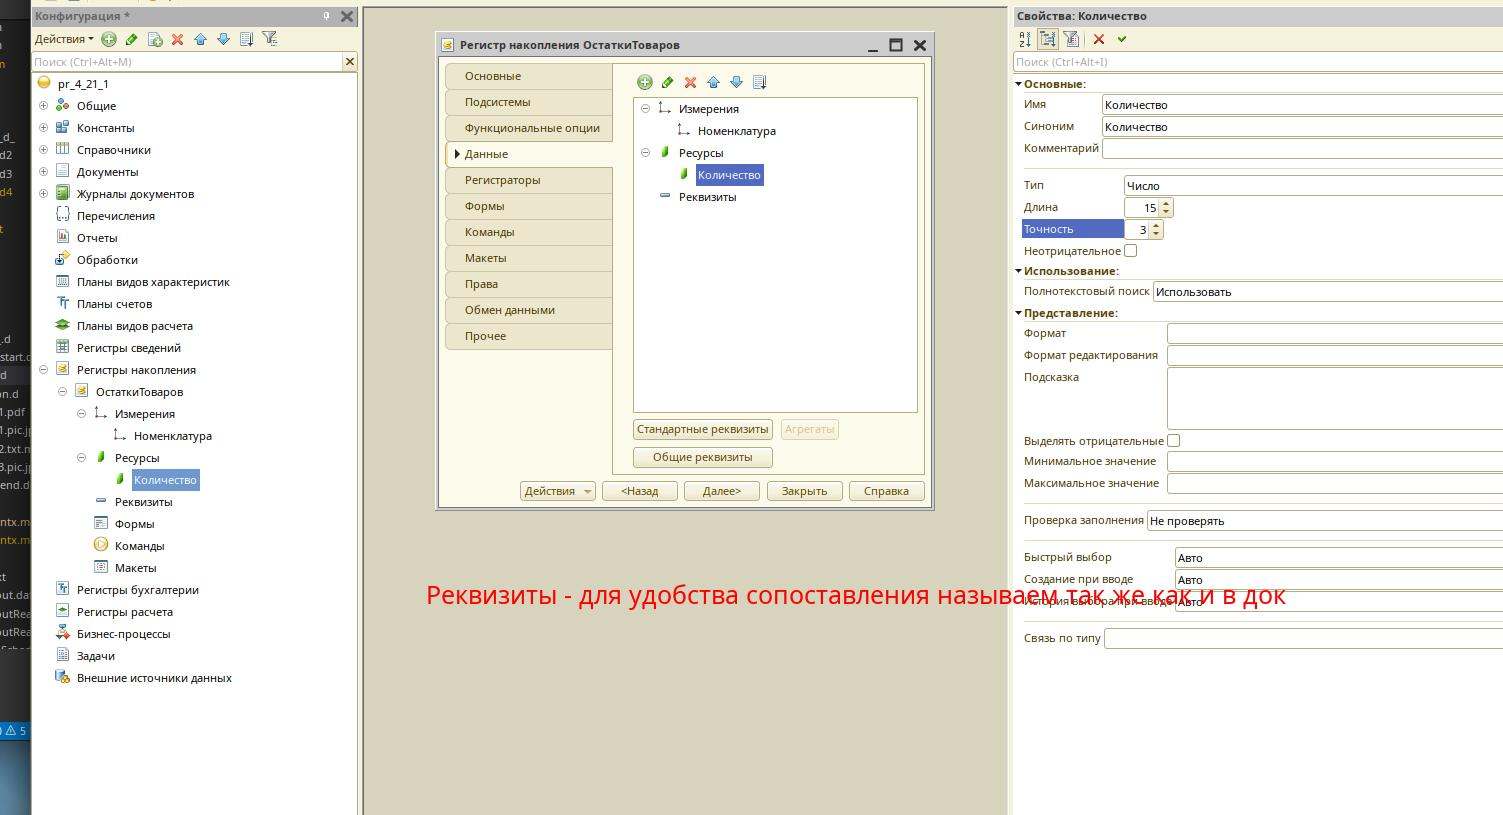 Конфигурация *
Действия
Поиск (Ctrl+Alt+M)
pr_4_21_1
Общие
Константы
Справочники
Документы
Журналы документов
Перечисления
Отчеты
Обработки
Планы видов характеристик
Планы счетов
Планы видов расчета
Регистры сведений
Регистры накопления
ОстаткиТоваров
Измерения
Номенклатура
Ресурсы
Количество
Реквизиты
Формы
Команды
Макеты
Регистры бухгалтерии
Регистры расчета
Бизнес-процессы
Задачи
Внешние источники данных
Регистр накопления ОстаткиТоваров
Основные
Подсистемы
Функциональные опции
Данные
Регистраторы
Формы
Команды
Макеты
Права
Обмен данными
Прочее
Измерения
Номенклатура
Ресурсы
Количество
Реквизиты
Стандартные реквизиты
Агрегаты
Общие реквизиты
Действия
<Назад
Далее>
Закрыть
Справка
Реквизиты - для удобства сопоставления называем так же как и в док
Свойства: Количество
Поиск (Ctrl+Alt+I)
Основные:
Имя Количество
Синоним Количество
Комментарий
Тип Число
Длина 15
Точность 3
Неотрицательное
Использование:
Полнотекстовый поиск Использовать
Представление:
Формат
Формат редактирования
Подсказка
Выделять отрицательные
Минимальное значение
Максимальное значение
Проверка заполнения Не проверять
Быстрый выбор Авто
Создание при вводе Авто
История выбора при вводе Авто
Связь по типу